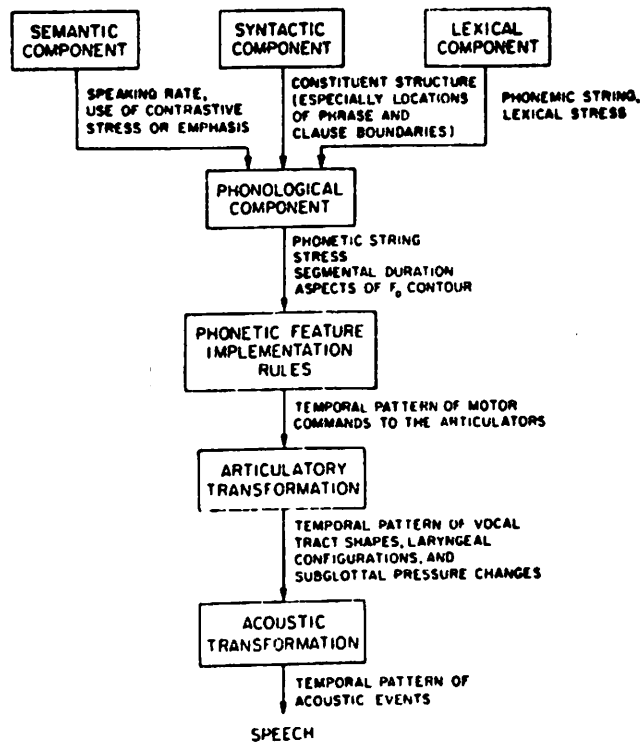 SEMANTIC
COMPONENT
SYNTACTIC
COMPONENT
LEXICAL
COMPONENT
SPEAKING RATE,
USE OF CONTRASTIVE
STRESS OR EMPHASIS
CONSTITUENT STRUCTURE
(ESPECIALLY LOCATIONS
OF PHRASE AND
CLAUSE BOUNDARIES)
PHONEMIC STRING,
LEXICAL STRESS
PHONOLOGICAL
COMPONENT
PHONETIC STRING
STRESS
SEGMENTAL DURATION
ASPECTS OF F₀ CONTOUR
PHONETIC FEATURE
IMPLEMENTATION
RULES
TEMPORAL PATTERN OF MOTOR
COMMANDS TO THE ARTICULATORS
ARTICULATORY
TRANSFORMATION
TEMPORAL PATTERN OF VOCAL
TRACT SHAPES, LARYNGEAL
CONFIGURATIONS, AND
SUBGLOTTAL PRESSURE CHANGES
ACOUSTIC
TRANSFORMATION
TEMPORAL PATTERN OF
ACOUSTIC EVENTS
SPEECH